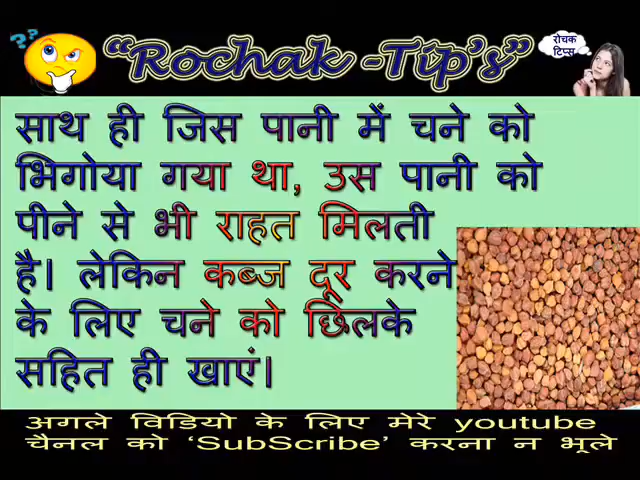 "Rochak -Tip's"
रोचक
टिप्स
साथ ही जिस पानी में चने को
भिगोया गया था, उस पानी को
पीने से भी राहत मिलती
है। लेकिन कब्ज दूर करने
के लिए चने को छिलके
सहित ही खाएं।
अगले विडियो के लिए मेरे youtube
चैनल को ‘SubScribe’ करना न भूले